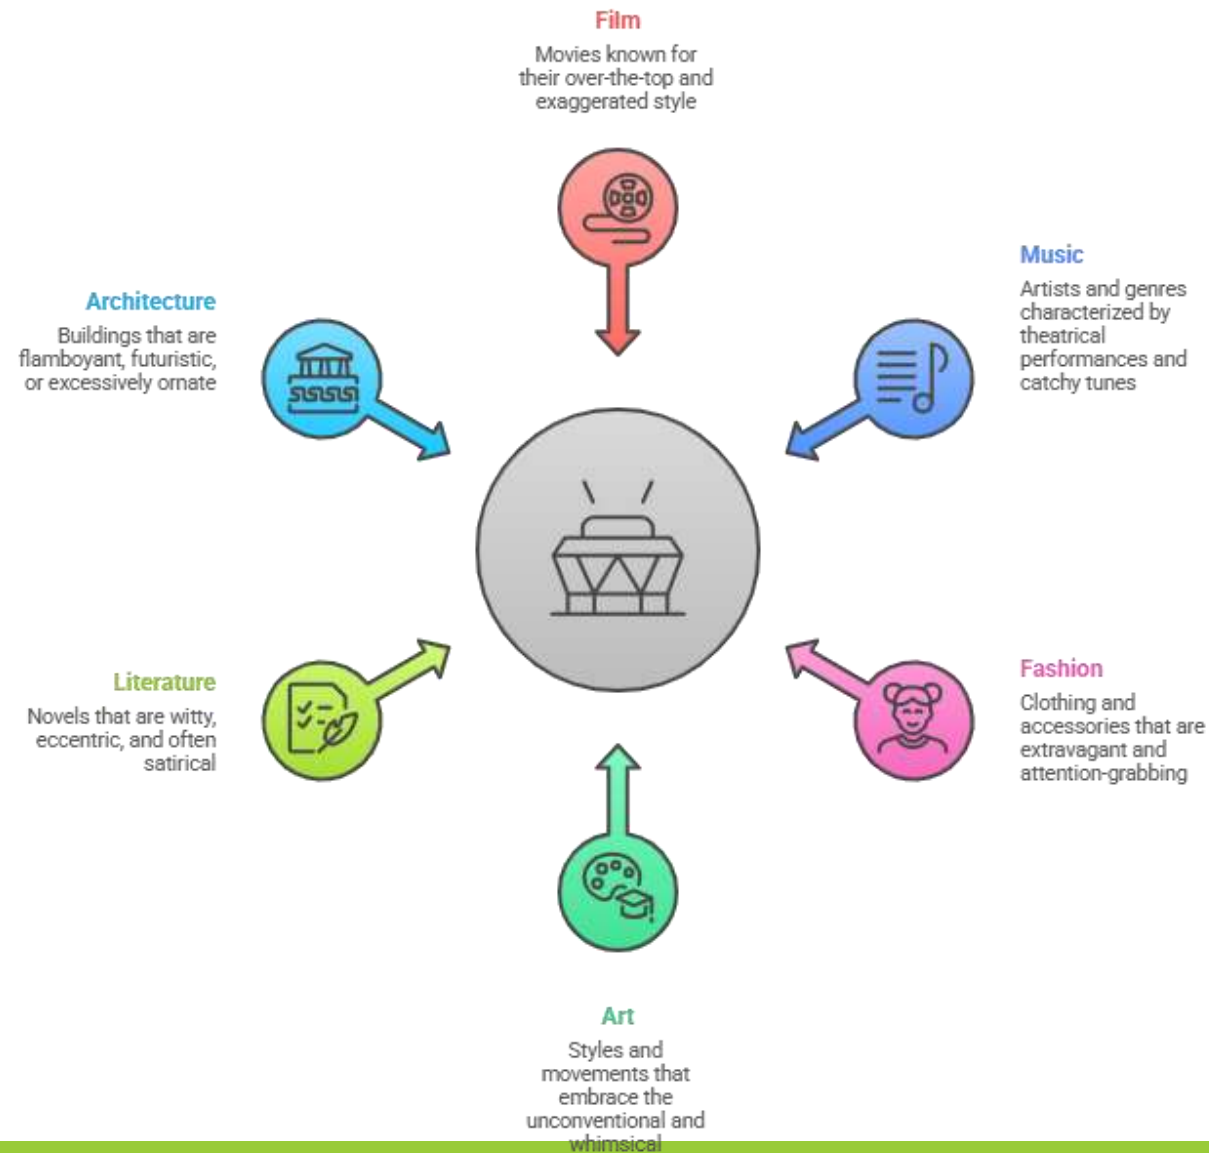 Film
Movies known for
their over-the-top and
exaggerated style
Music
Artists and genres
characterized by
theatrical
performances and
catchy tunes
Architecture
Buildings that are
flamboyant, futuristic,
or excessively ornate
Literature
Novels that are witty,
eccentric, and often
satirical
Fashion
Clothing and
accessories that are
extravagant and
attention-grabbing
Art
Styles and
movements that
embrace the
unconventional and
whimsical